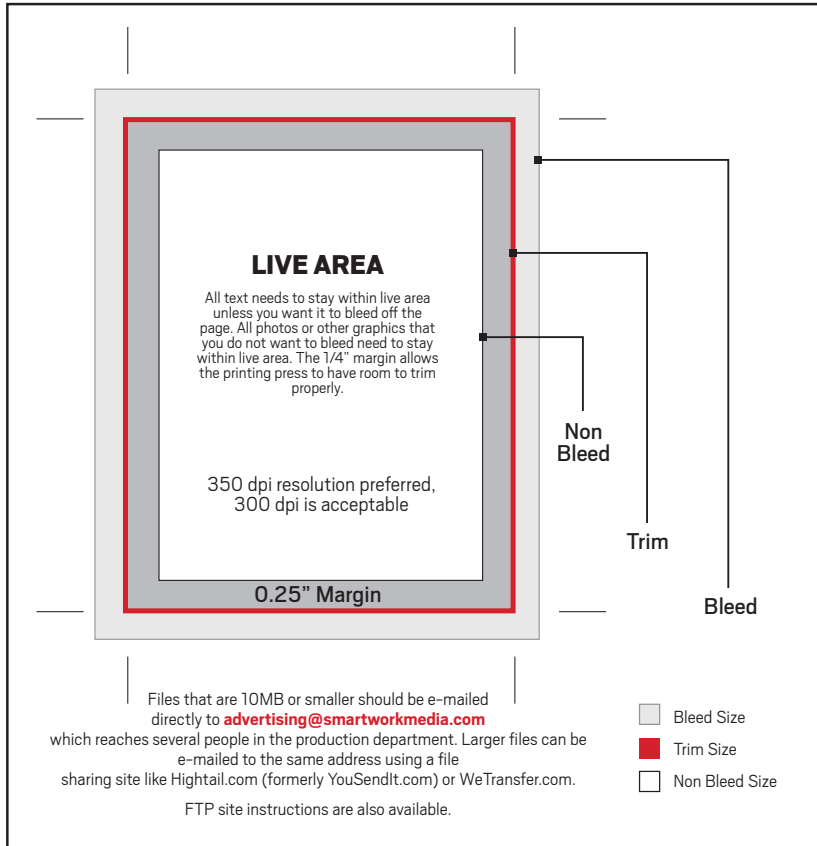 LIVE AREA
All text needs to stay within live area
unless you want it to bleed off the
page. All photos or other graphics that
you do not want to bleed need to stay
within live area. The 1/4” margin allows
the printing press to have room to trim
properly.
350 dpi resolution preferred,
300 dpi is acceptable
0.25” Margin
Non
Bleed
Trim
Bleed
Files that are 10MB or smaller should be e-mailed
directly to advertising@smartworkmedia.com
which reaches several people in the production department. Larger files can be
e-mailed to the same address using a file
sharing site like Hightail.com (formerly YouSendIt.com) or WeTransfer.com.
FTP site instructions are also available.
Bleed Size
Trim Size
Non Bleed Size